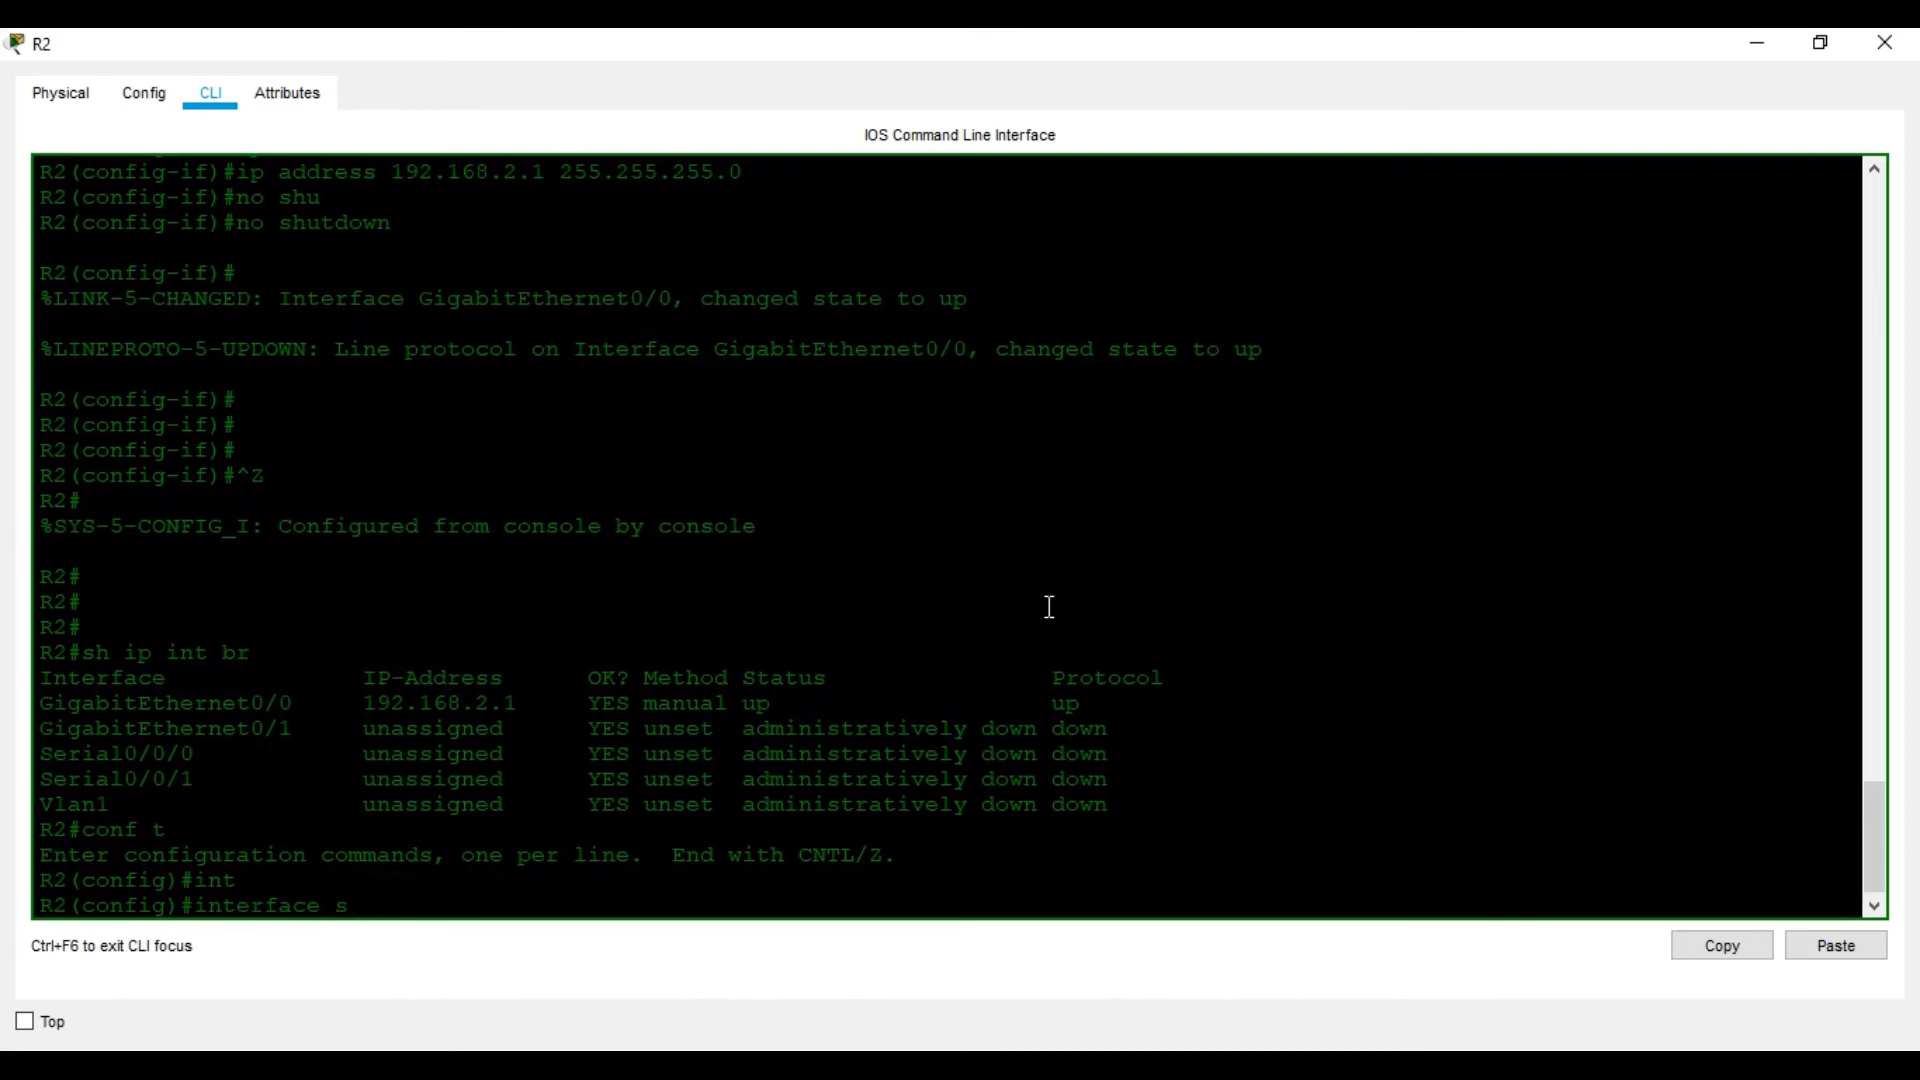 R2
Physical Config CLI Attributes
IOS Command Line Interface
R2(config-if)#ip address 192.168.2.1 255.255.255.0
R2(config-if)#no shu
R2(config-if)#no shutdown
R2(config-if)#
%LINK-5-CHANGED: Interface GigabitEthernet0/0, changed state to up
%LINEPROTO-5-UPDOWN: Line protocol on Interface GigabitEthernet0/0, changed state to up
R2(config-if)#
R2(config-if)#
R2(config-if)#
R2(config-if)#^Z
R2#
%SYS-5-CONFIG_I: Configured from console by console
R2#
R2#
R2#
R2#sh ip int br
Interface IP-Address OK? Method Status Protocol
GigabitEthernet0/0 192.168.2.1 YES manual up up
GigabitEthernet0/1 unassigned YES unset administratively down down
Serial0/0/0 unassigned YES unset administratively down down
Serial0/0/1 unassigned YES unset administratively down down
Vlan1 unassigned YES unset administratively down down
R2#conf t
Enter configuration commands, one per line. End with CNTL/Z.
R2(config)#int
R2(config)#interface s
Ctrl+F6 to exit CLI focus
Copy Paste
Top